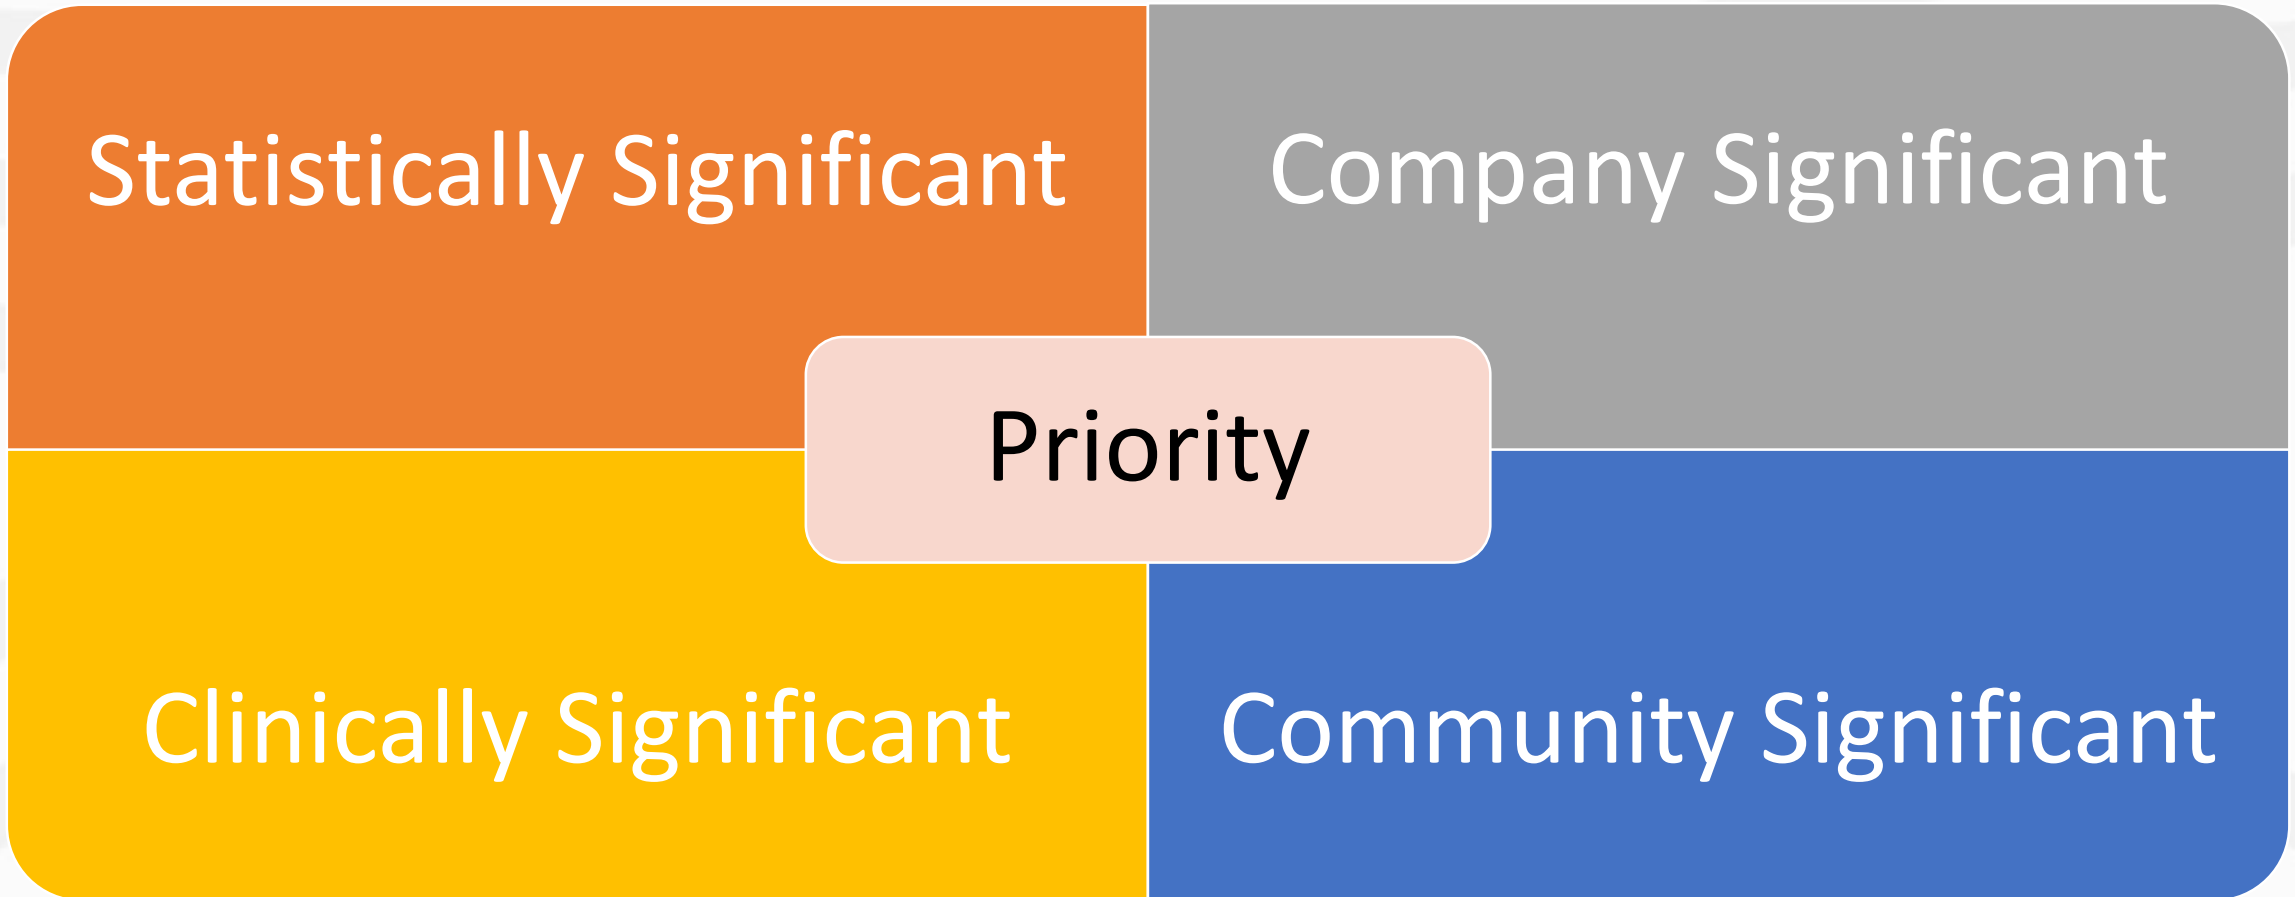 Statistically Significant
Company Significant
Priority
Clinically Significant
Community Significant